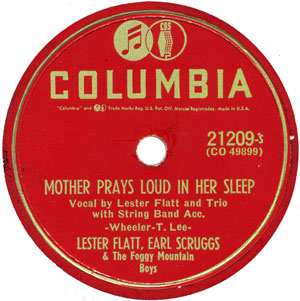 COLUMBIA
"Columbia" and Trade Marks Reg. U.S. Pat. Off. Marcas Registradas. Made in U.S.A.
21209-s
(CO 49899)
MOTHER PRAYS LOUD IN HER SLEEP
Vocal by Lester Flatt and Trio
with String Band Acc.
-Wheeler-T. Lee-
LESTER FLATT, EARL SCRUGGS
& The Foggy Mountain
Boys